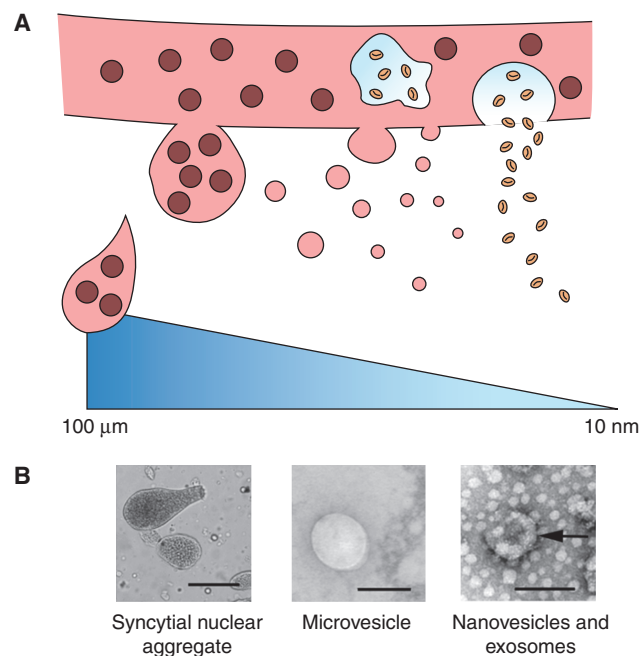 A
100 μm
10 nm
B
Syncytial nuclear
aggregate
Microvesicle
Nanovesicles and
exosomes